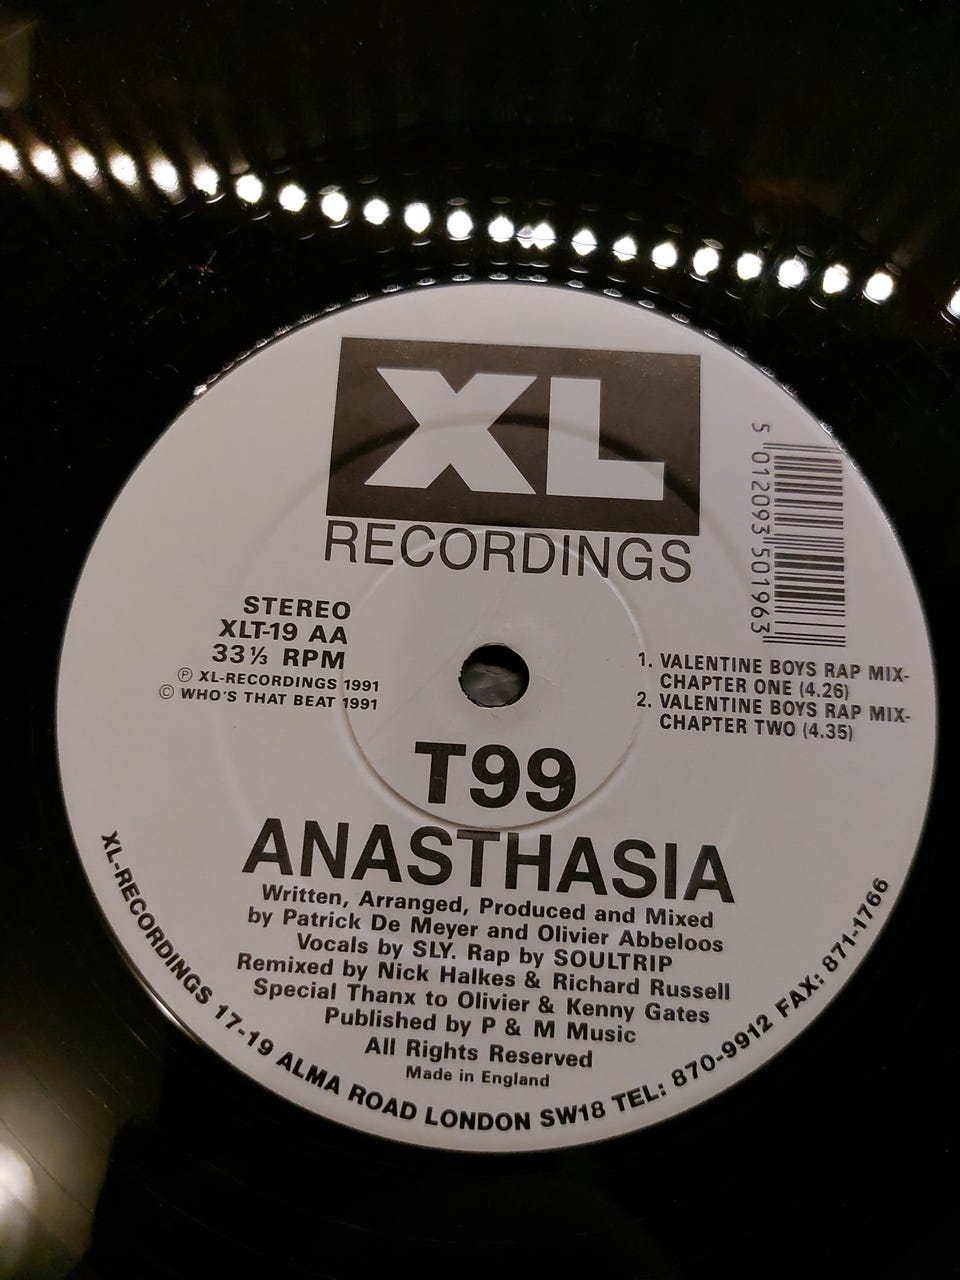 XL
RECORDINGS
5 012093 501963
STEREO
XLT-19 AA
33⅓ RPM
℗ XL-RECORDINGS 1991
© WHO'S THAT BEAT 1991
1. VALENTINE BOYS RAP MIX-
CHAPTER ONE (4.26)
2. VALENTINE BOYS RAP MIX-
CHAPTER TWO (4.35)
T99
ANASTHASIA
Written, Arranged, Produced and Mixed
by Patrick De Meyer and Olivier Abbeloos
Vocals by SLY. Rap by SOULTRIP
Remixed by Nick Halkes & Richard Russell
Special Thanx to Olivier & Kenny Gates
Published by P & M Music
All Rights Reserved
Made in England
XL-RECORDINGS 17-19 ALMA ROAD LONDON SW18 TEL: 870-9912 FAX: 871-1766